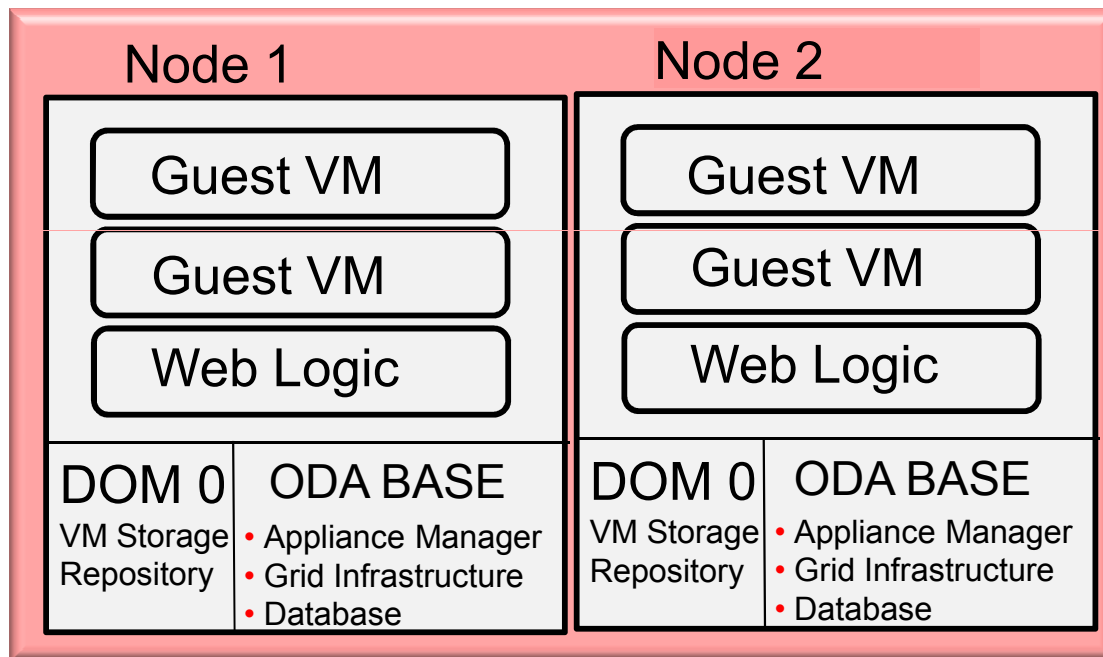 Node 1
Guest VM
Guest VM
Web Logic
DOM 0
VM Storage
Repository
ODA BASE
• Appliance Manager
• Grid Infrastructure
• Database
Node 2
Guest VM
Guest VM
Web Logic
DOM 0
VM Storage
Repository
ODA BASE
• Appliance Manager
• Grid Infrastructure
• Database